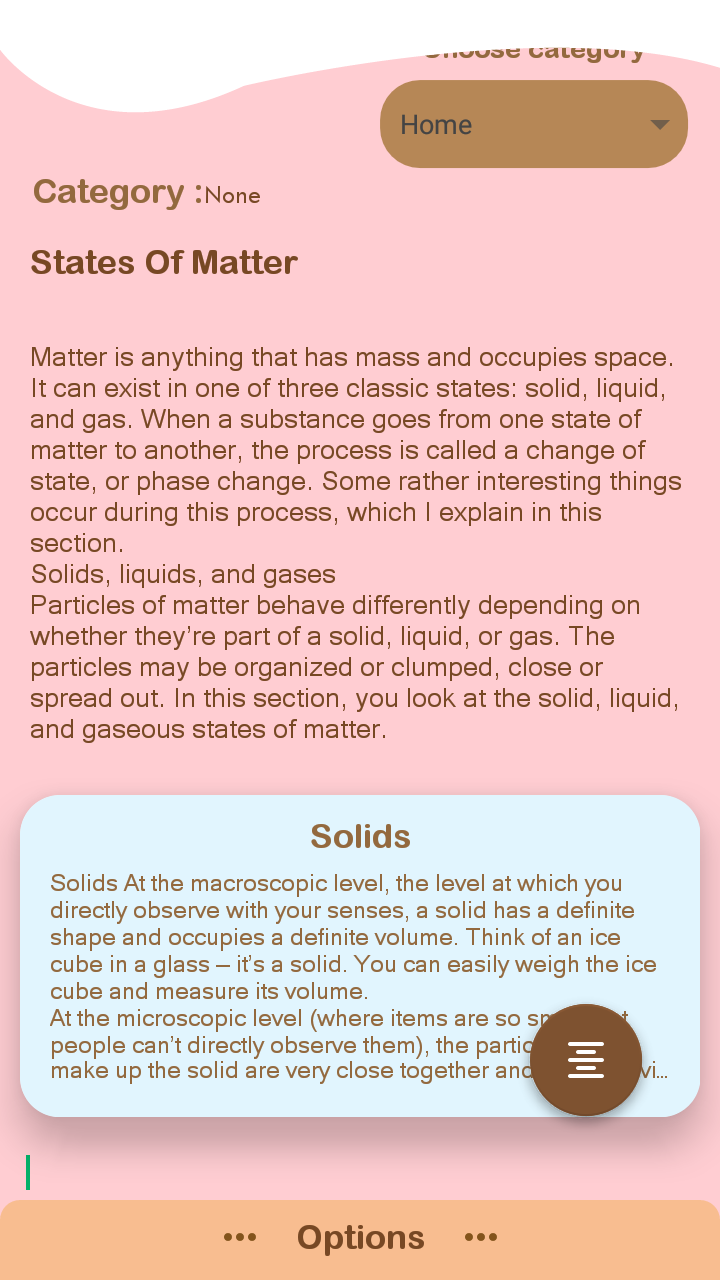 Choose category
Home
Category :None
States Of Matter
Matter is anything that has mass and occupies space.
It can exist in one of three classic states: solid, liquid,
and gas. When a substance goes from one state of
matter to another, the process is called a change of
state, or phase change. Some rather interesting things
occur during this process, which I explain in this
section.
Solids, liquids, and gases
Particles of matter behave differently depending on
whether they’re part of a solid, liquid, or gas. The
particles may be organized or clumped, close or
spread out. In this section, you look at the solid, liquid,
and gaseous states of matter.
Solids
Solids At the macroscopic level, the level at which you
directly observe with your senses, a solid has a definite
shape and occupies a definite volume. Think of an ice
cube in a glass — it’s a solid. You can easily weigh the ice
cube and measure its volume.
At the microscopic level (where items are so
people can’t directly observe them), the
make up the solid are very close together
Options